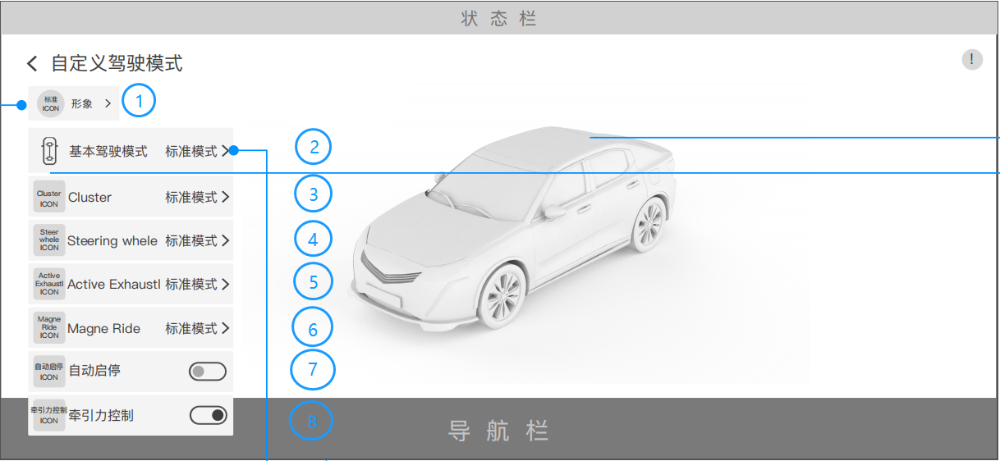 状态栏
自定义驾驶模式
!
标准
ICON
形象
1
基本驾驶模式 标准模式
2
Cluster
ICON
Cluster 标准模式
3
Steer
whele
ICON
Steering whele 标准模式
4
Active
Exhaustl
ICON
Active Exhaustl 标准模式
5
Magne
Ride
ICON
Magne Ride 标准模式
6
自动启停
ICON
自动启停
7
牵引力控制
ICON
牵引力控制
8
导航栏